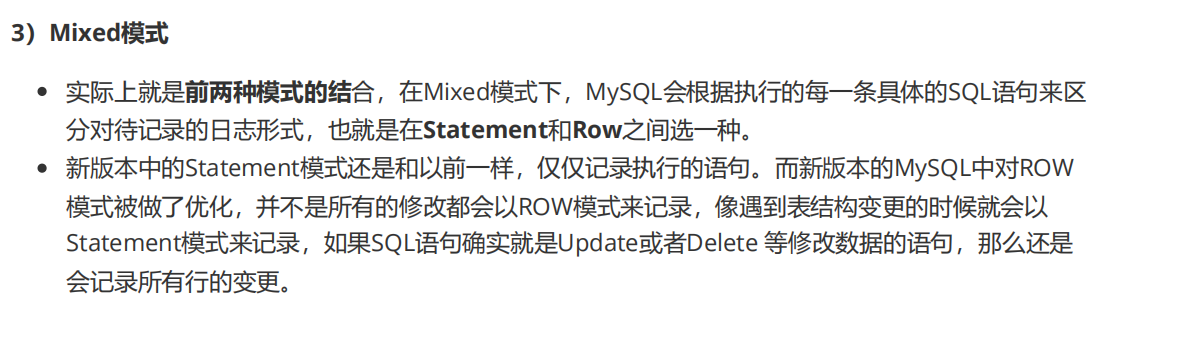 3）Mixed模式
实际上就是前两种模式的结合，在Mixed模式下，MySQL会根据执行的每一条具体的SQL语句来区
分对待记录的日志形式，也就是在Statement和Row之间选一种。
新版本中的Statement模式还是和以前一样，仅仅记录执行的语句。而新版本的MySQL中对ROW
模式被做了优化，并不是所有的修改都会以ROW模式来记录，像遇到表结构变更的时候就会以
Statement模式来记录，如果SQL语句确实就是Update或者Delete 等修改数据的语句，那么还是
会记录所有行的变更。